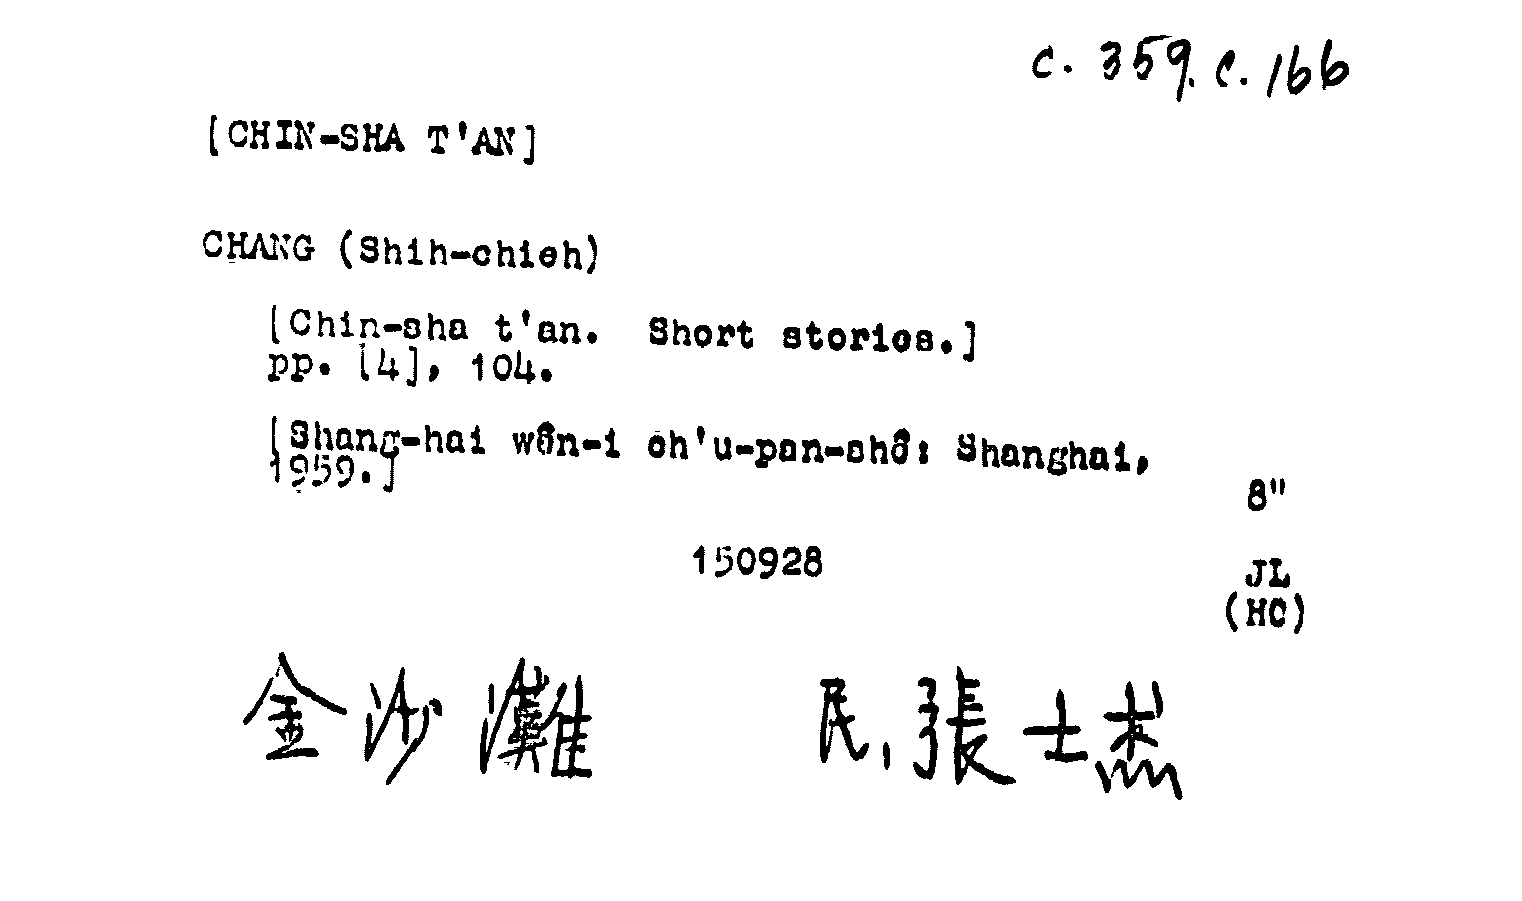 c. 359. c. 166
[CHIN-SHA T'AN]
CHANG (Shih-chieh)
[Chin-sha t'an. Short stories.]
pp. [4], 104.
[Shang-hai wên-i ch'u-pan-shê: Shanghai,
1959.]
8"
150928
JL
(HC)
金沙灘 民、張士杰